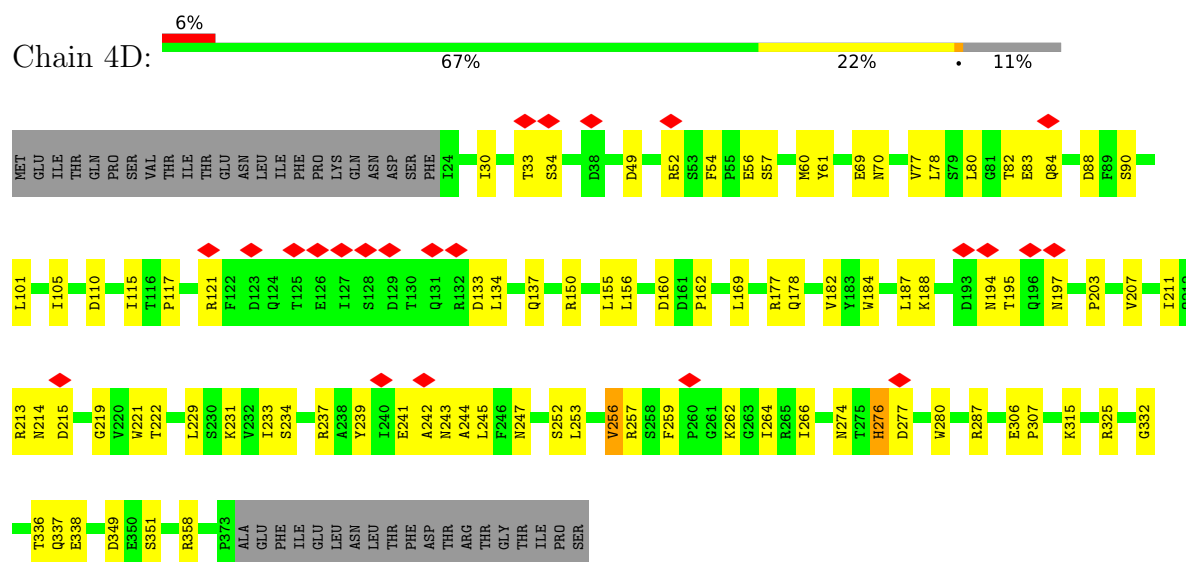 6%
Chain 4D:
67% 22% • 11%
MET GLU ILE THR GLN PRO SER VAL THR ILE THR GLU ASN LEU ILE PHE PRO LYS GLN ASN ASP SER PHE I24 I30 T33 S34 D38 D49 R52 S53 F54 P55 E56 S57 M60 Y61 E69 N70 V77 L78 S79 L80 G81 T82 E83 Q84 D88 F89 S90
L101 I105 D110 I115 T116 P117 R121 F122 D123 Q124 T125 E126 I127 S128 D129 T130 Q131 R132 D133 L134 Q137 R150 L155 L156 D160 D161 P162 L169 R177 Q178 V182 Y183 W184 L187 K188 D193 N194 T195 Q196 N197 P203 V207 I211
R213 N214 D215 G219 V220 W221 T222 L229 S230 K231 V232 I233 S234 R237 A238 Y239 I240 E241 A242 N243 A244 L245 F246 N247 S252 L253 V256 R257 S258 F259 P260 G261 K262 G263 I264 R265 I266 N274 T275 H276 D277 W280 R287 E306 P307 K315 R325 G332
T336 Q337 E338 D349 E350 S351 R358 P373 ALA GLU PHE ILE GLU LEU ASN LEU THR PHE ASP THR ARG THR GLY THR ILE PRO SER